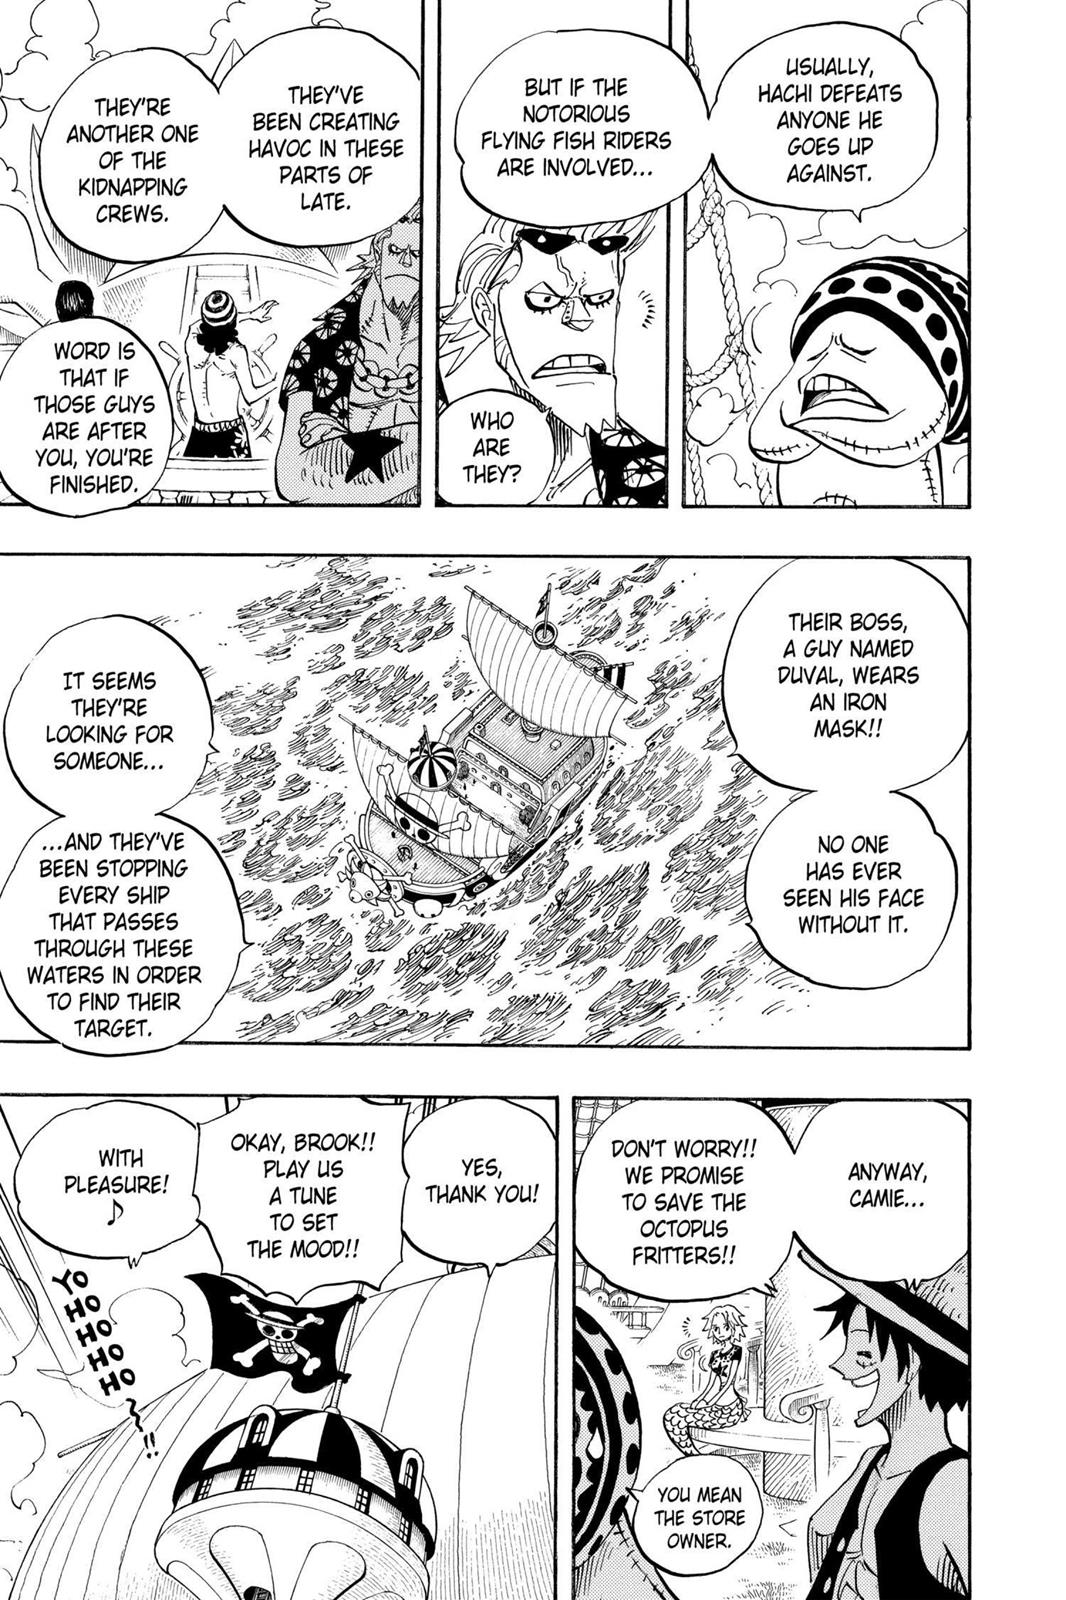 USUALLY,
HACHI DEFEATS
ANYONE HE
GOES UP
AGAINST.
BUT IF THE
NOTORIOUS
FLYING FISH RIDERS
ARE INVOLVED...
WHO
ARE
THEY?
THEY'VE
BEEN CREATING
HAVOC IN THESE
PARTS OF
LATE.
THEY'RE
ANOTHER ONE
OF THE
KIDNAPPING
CREWS.
WORD IS
THAT IF
THOSE GUYS
ARE AFTER
YOU, YOU'RE
FINISHED.
THEIR BOSS,
A GUY NAMED
DUVAL, WEARS
AN IRON
MASK!!
NO ONE
HAS EVER
SEEN HIS FACE
WITHOUT IT.
IT SEEMS
THEY'RE
LOOKING FOR
SOMEONE...
...AND THEY'VE
BEEN STOPPING
EVERY SHIP
THAT PASSES
THROUGH THESE
WATERS IN ORDER
TO FIND THEIR
TARGET.
ANYWAY,
CAMIE...
DON'T WORRY!!
WE PROMISE
TO SAVE THE
OCTOPUS
FRITTERS!!
YOU MEAN
THE STORE
OWNER.
YES,
THANK YOU!
OKAY, BROOK!!
PLAY US
A TUNE
TO SET
THE MOOD!!
WITH
PLEASURE!
♪
YO
HO
HO
HO
HO
~!!